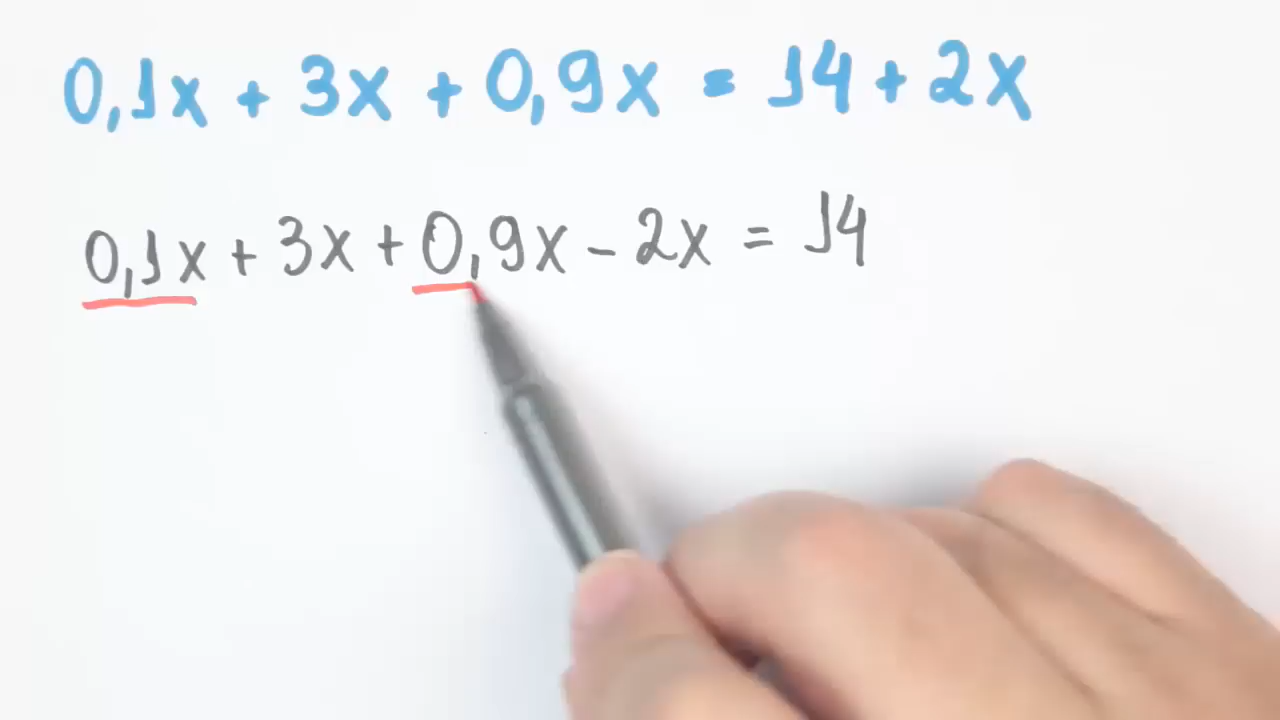 0,1x + 3x + 0,9x = 14 + 2x
0,1x + 3x + 0,9x - 2x = 14